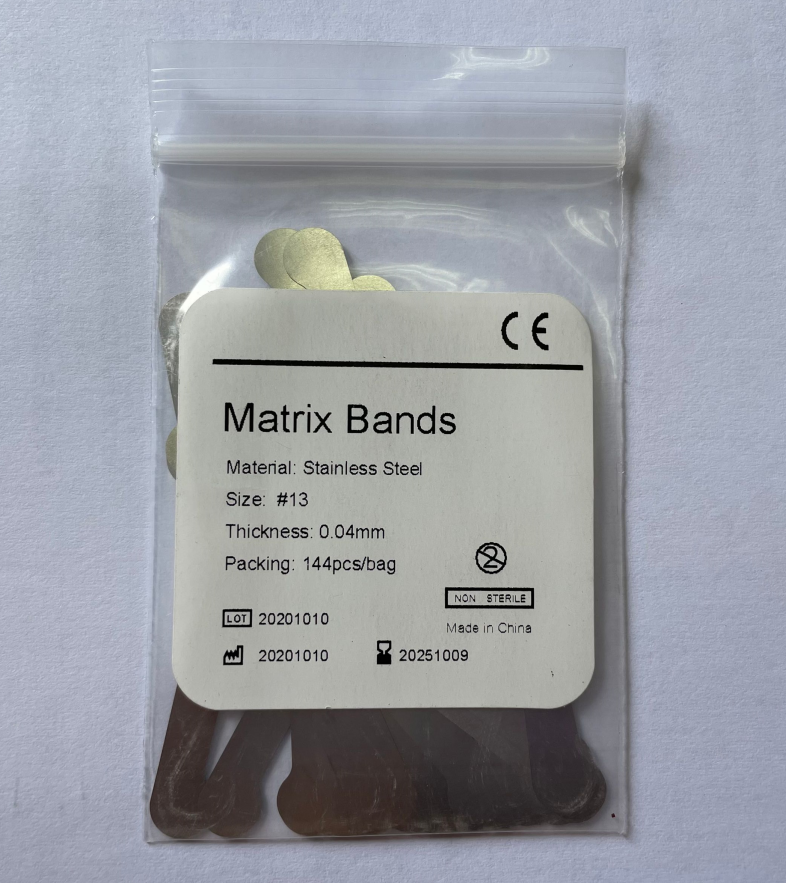 CE
Matrix Bands
Material: Stainless Steel
Size: #13
Thickness: 0.04mm
Packing: 144pcs/bag
2
NON STERILE
LOT 20201010
Made in China
20201010 20251009